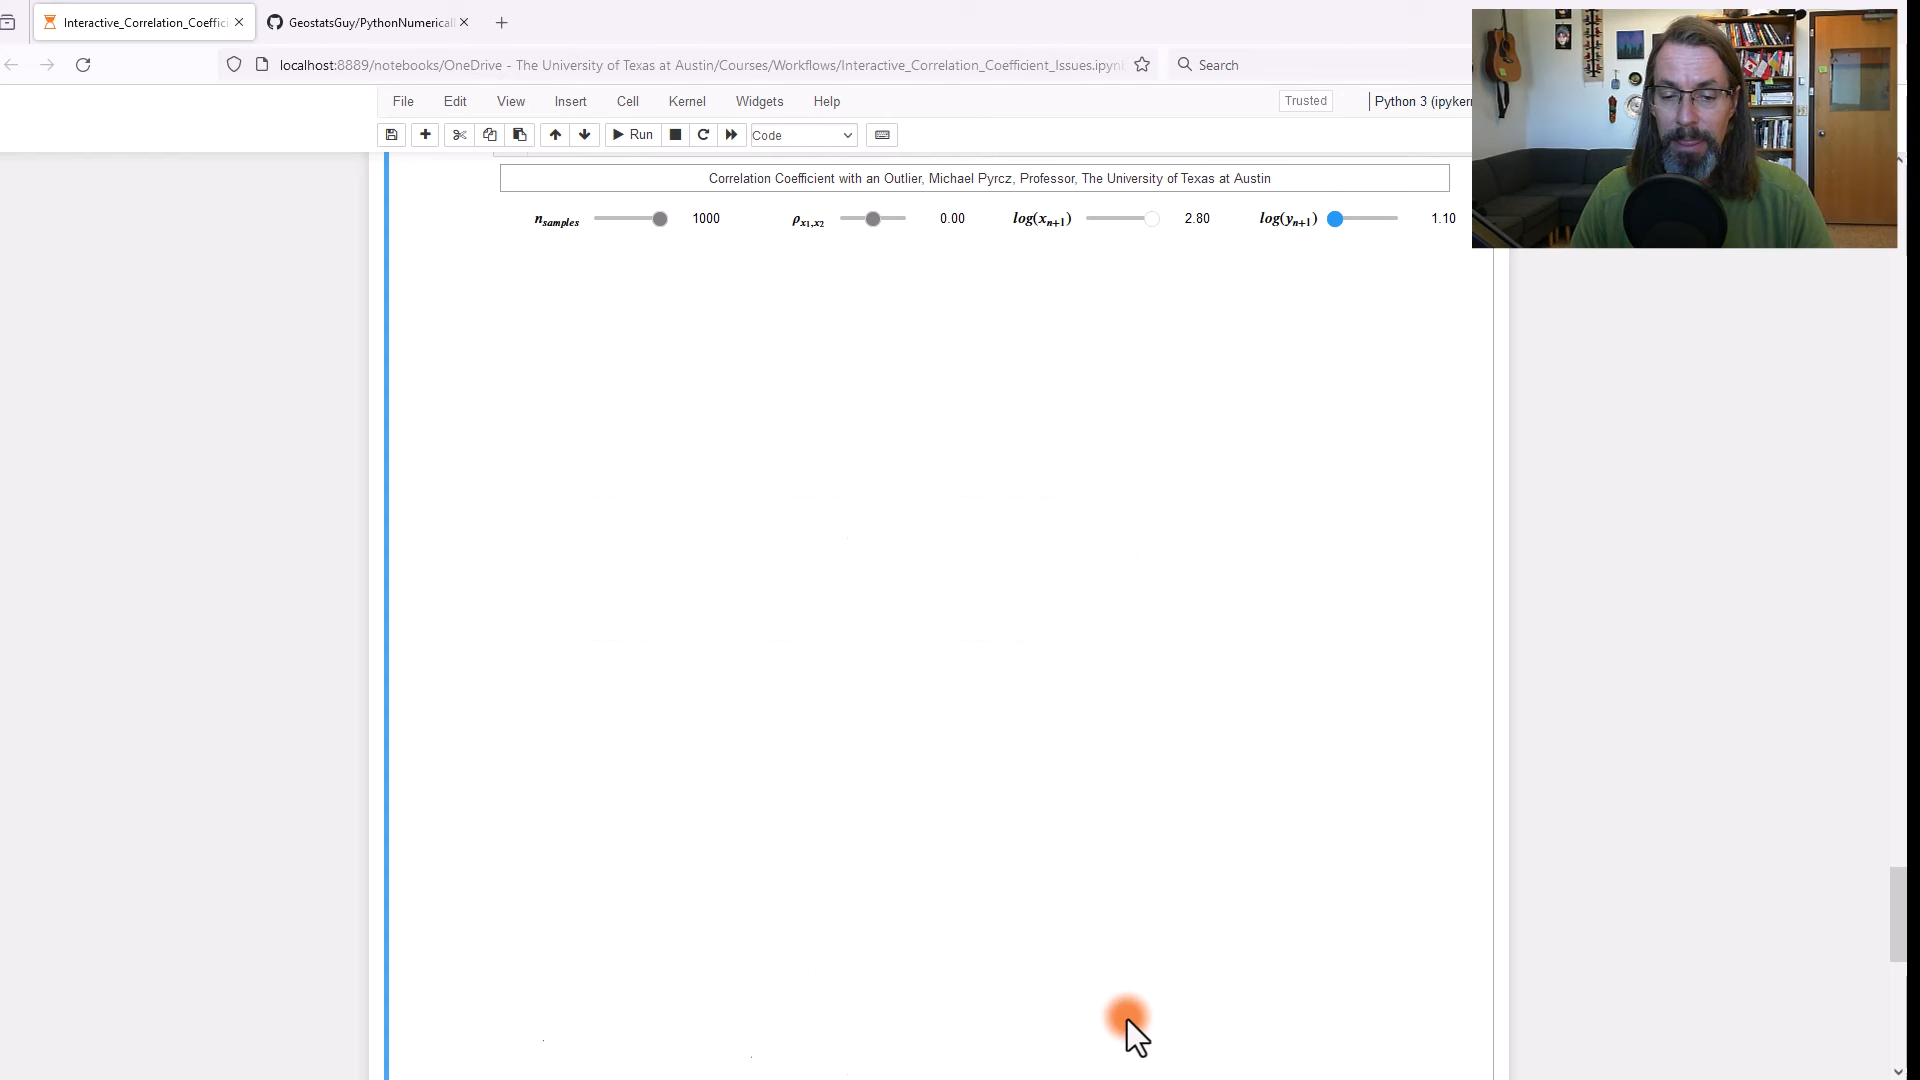 Interactive_Correlation_Coeffici
GeostatsGuy/PythonNumerical
localhost:8889/notebooks/OneDrive - The University of Texas at Austin/Courses/Workflows/Interactive_Correlation_Coefficient_Issues.ipynb
Search
File Edit View Insert Cell Kernel Widgets Help
Trusted
Python 3 (ipyker
Run
Code
Correlation Coefficient with an Outlier, Michael Pyrcz, Professor, The University of Texas at Austin
n_samples 1000 ρ_x1,x2 0.00 log(x_n+1) 2.80 log(y_n+1) 1.10